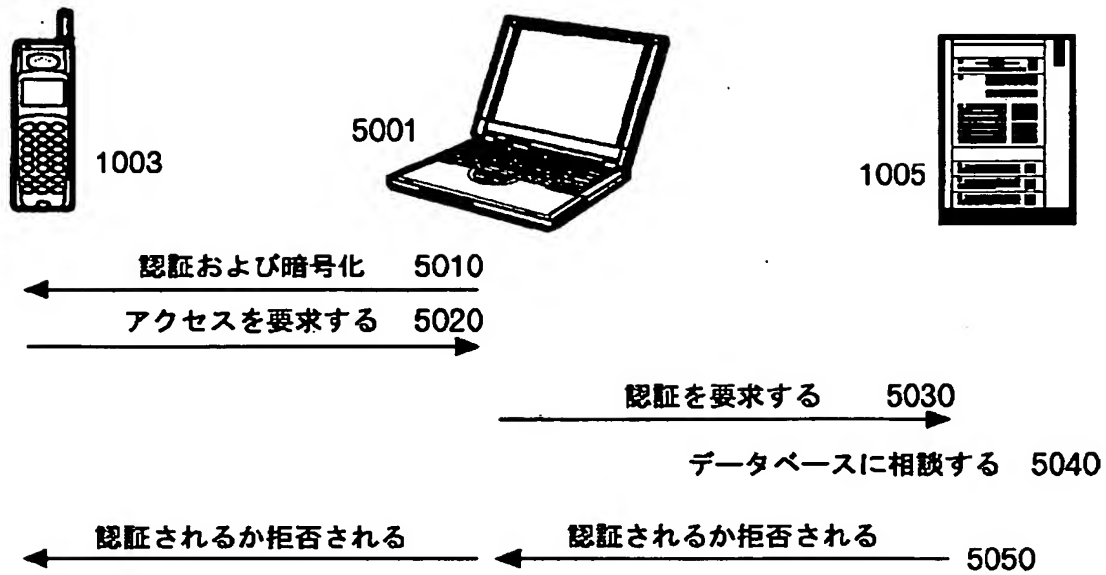 1003
5001
1005
認証および暗号化 5010
アクセスを要求する 5020
認証を要求する 5030
データベースに相談する 5040
認証されるか拒否される
認証されるか拒否される
5050